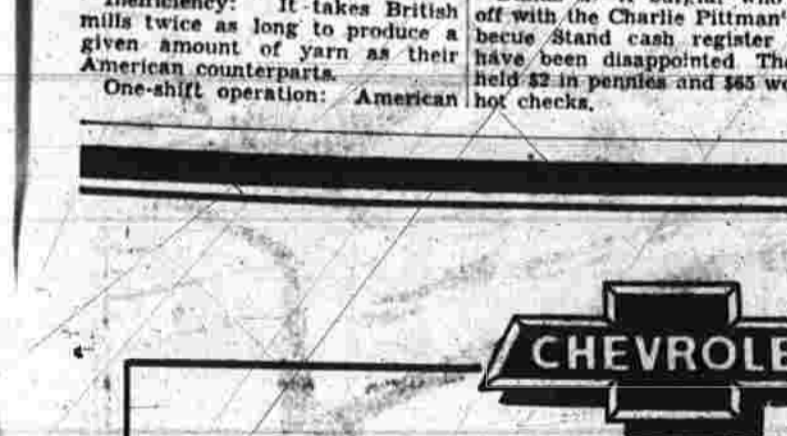 Inefficiency: It takes British
mills twice as long to produce a
given amount of yarn as their
American counterparts.
One-shift operation: American
off with the Charlie Pittman'
becue Stand cash register
have been disappointed
held $2 in pennies and $65
hot checks.
CHEVROLE